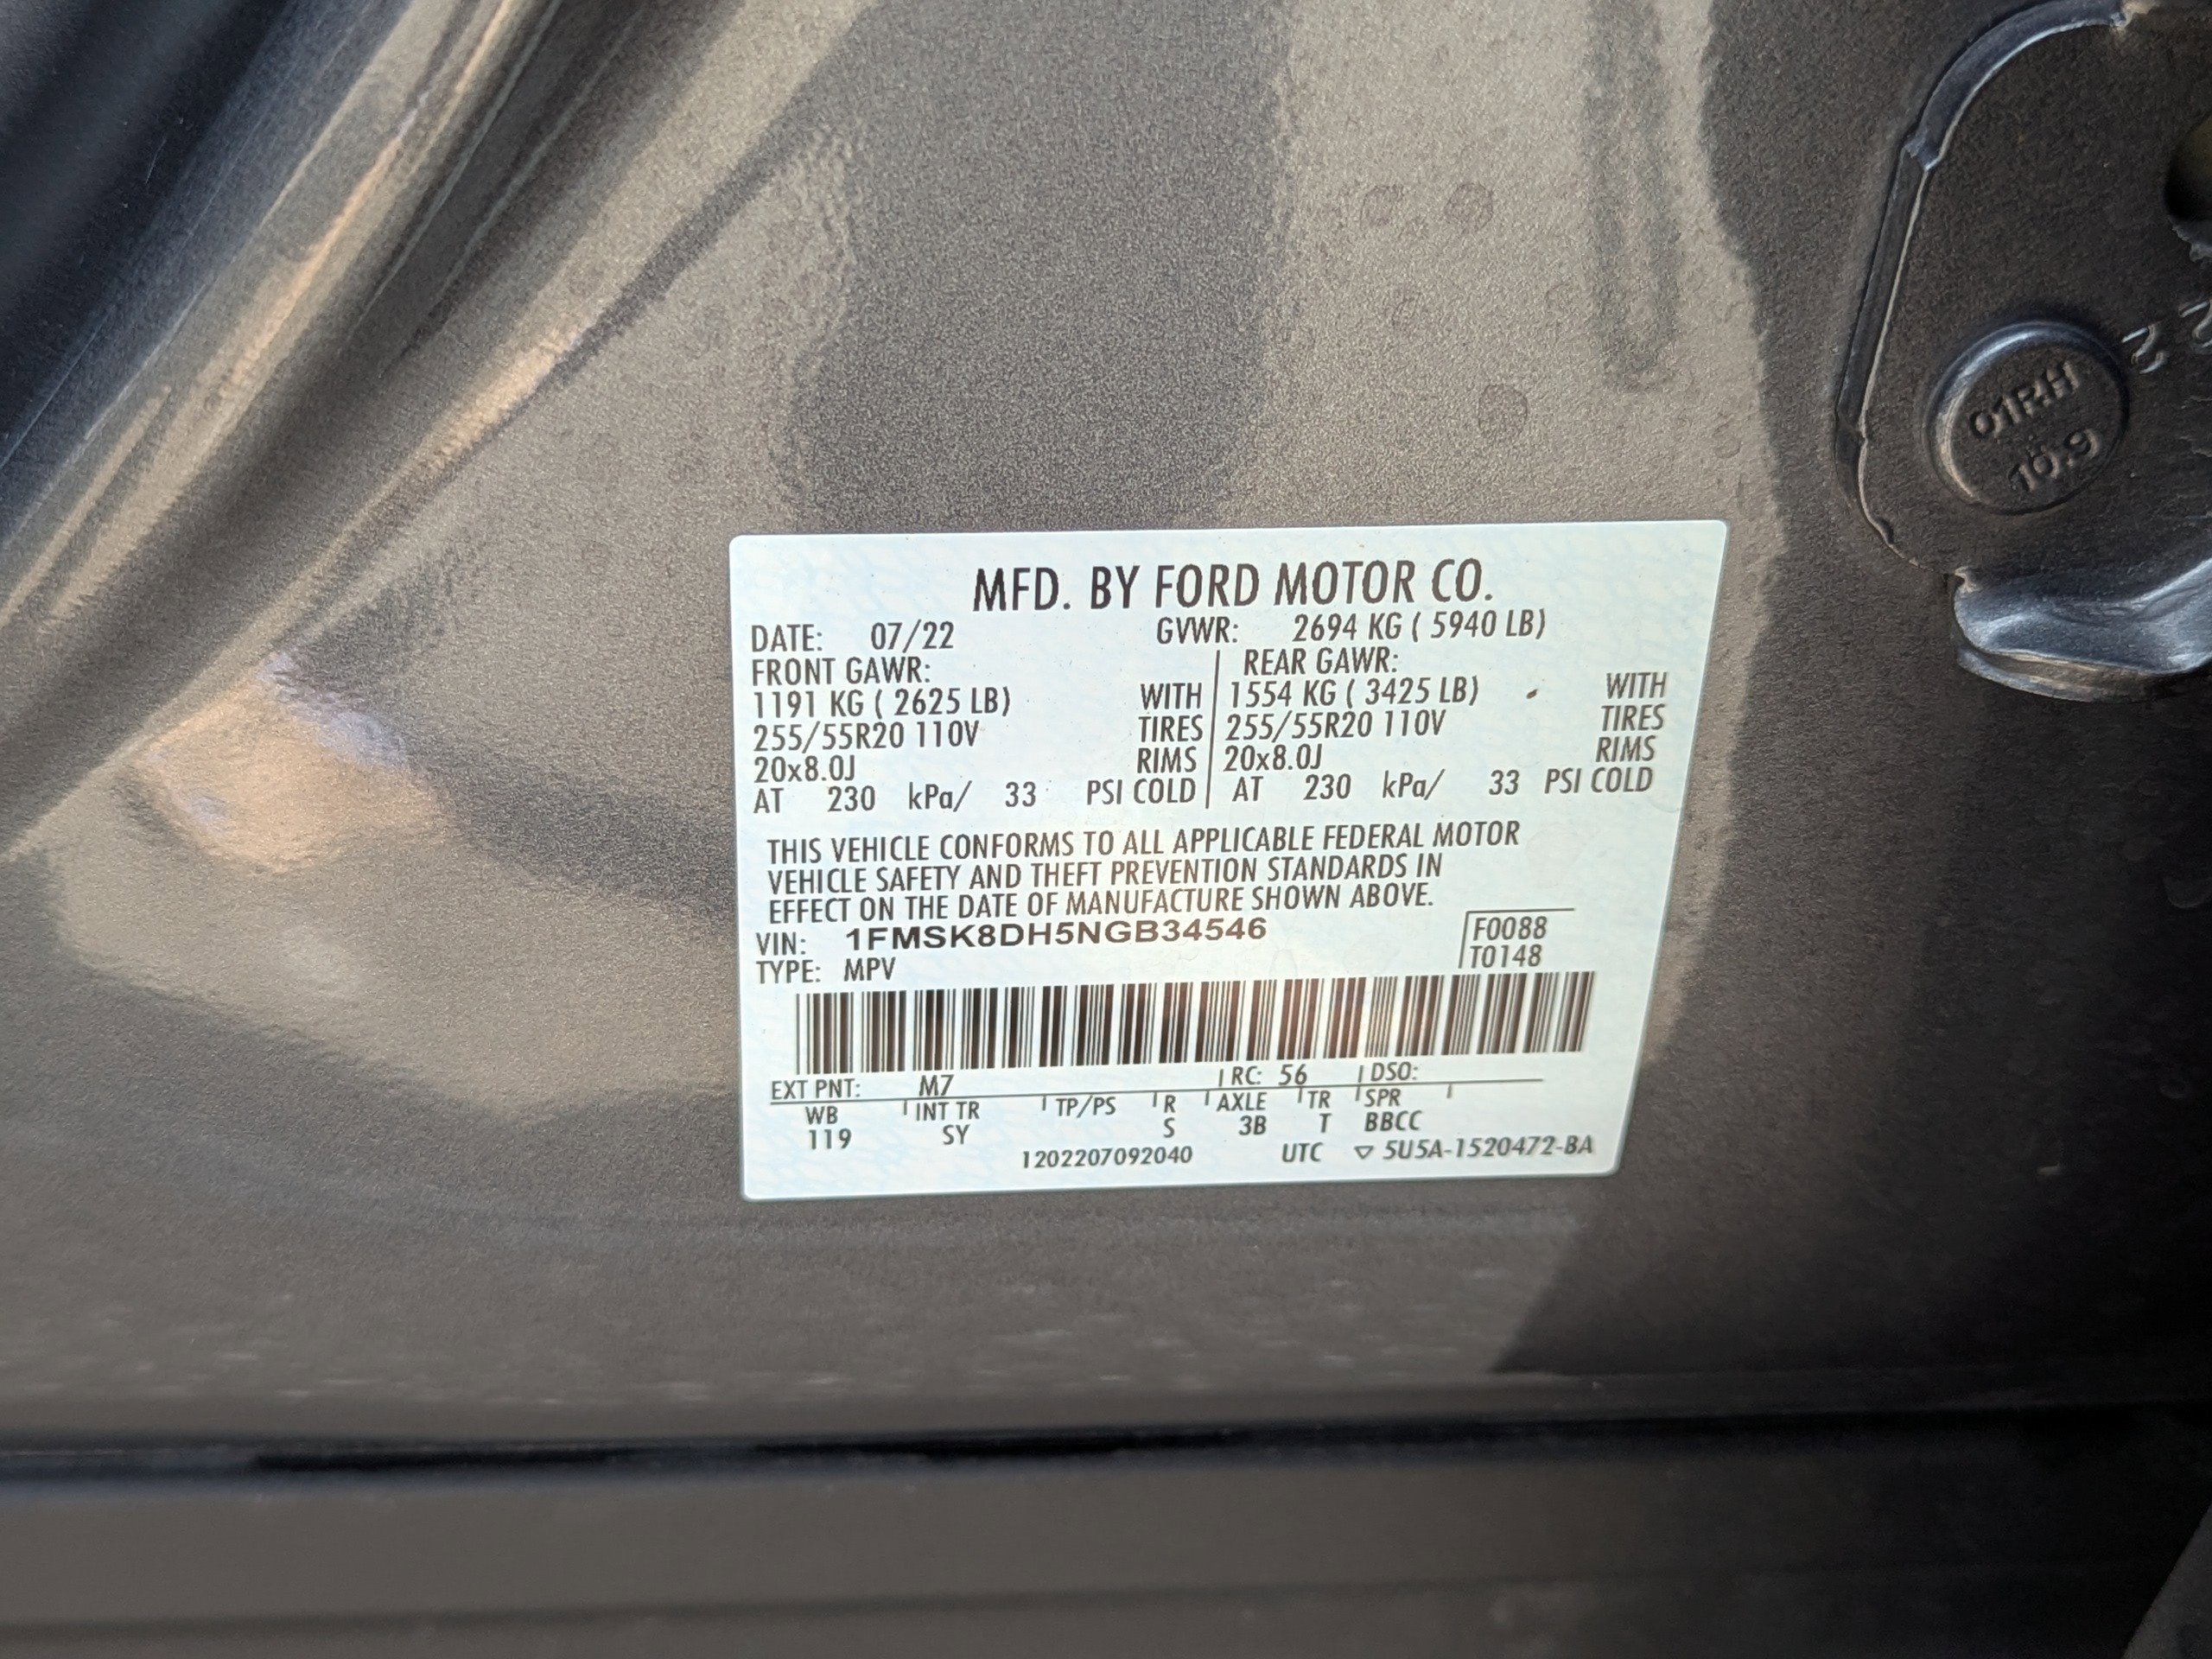 01RH
10.9
2
MFD. BY FORD MOTOR CO.
DATE: 07/22 GVWR: 2694 KG ( 5940 LB)
FRONT GAWR: REAR GAWR:
1191 KG ( 2625 LB) WITH 1554 KG ( 3425 LB) WITH
255/55R20 110V TIRES 255/55R20 110V TIRES
20x8.0J RIMS 20x8.0J RIMS
AT 230 kPa/ 33 PSI COLD AT 230 kPa/ 33 PSI COLD
THIS VEHICLE CONFORMS TO ALL APPLICABLE FEDERAL MOTOR
VEHICLE SAFETY AND THEFT PREVENTION STANDARDS IN
EFFECT ON THE DATE OF MANUFACTURE SHOWN ABOVE.
VIN: 1FMSK8DH5NGB34546 F0088
TYPE: MPV T0148
EXT PNT: M7 RC: 56 DSO:
WB INT TR TP/PS R AXLE TR SPR
119 SY S 3B T BBCC
1202207092040 UTC ▽ 5U5A-1520472-BA